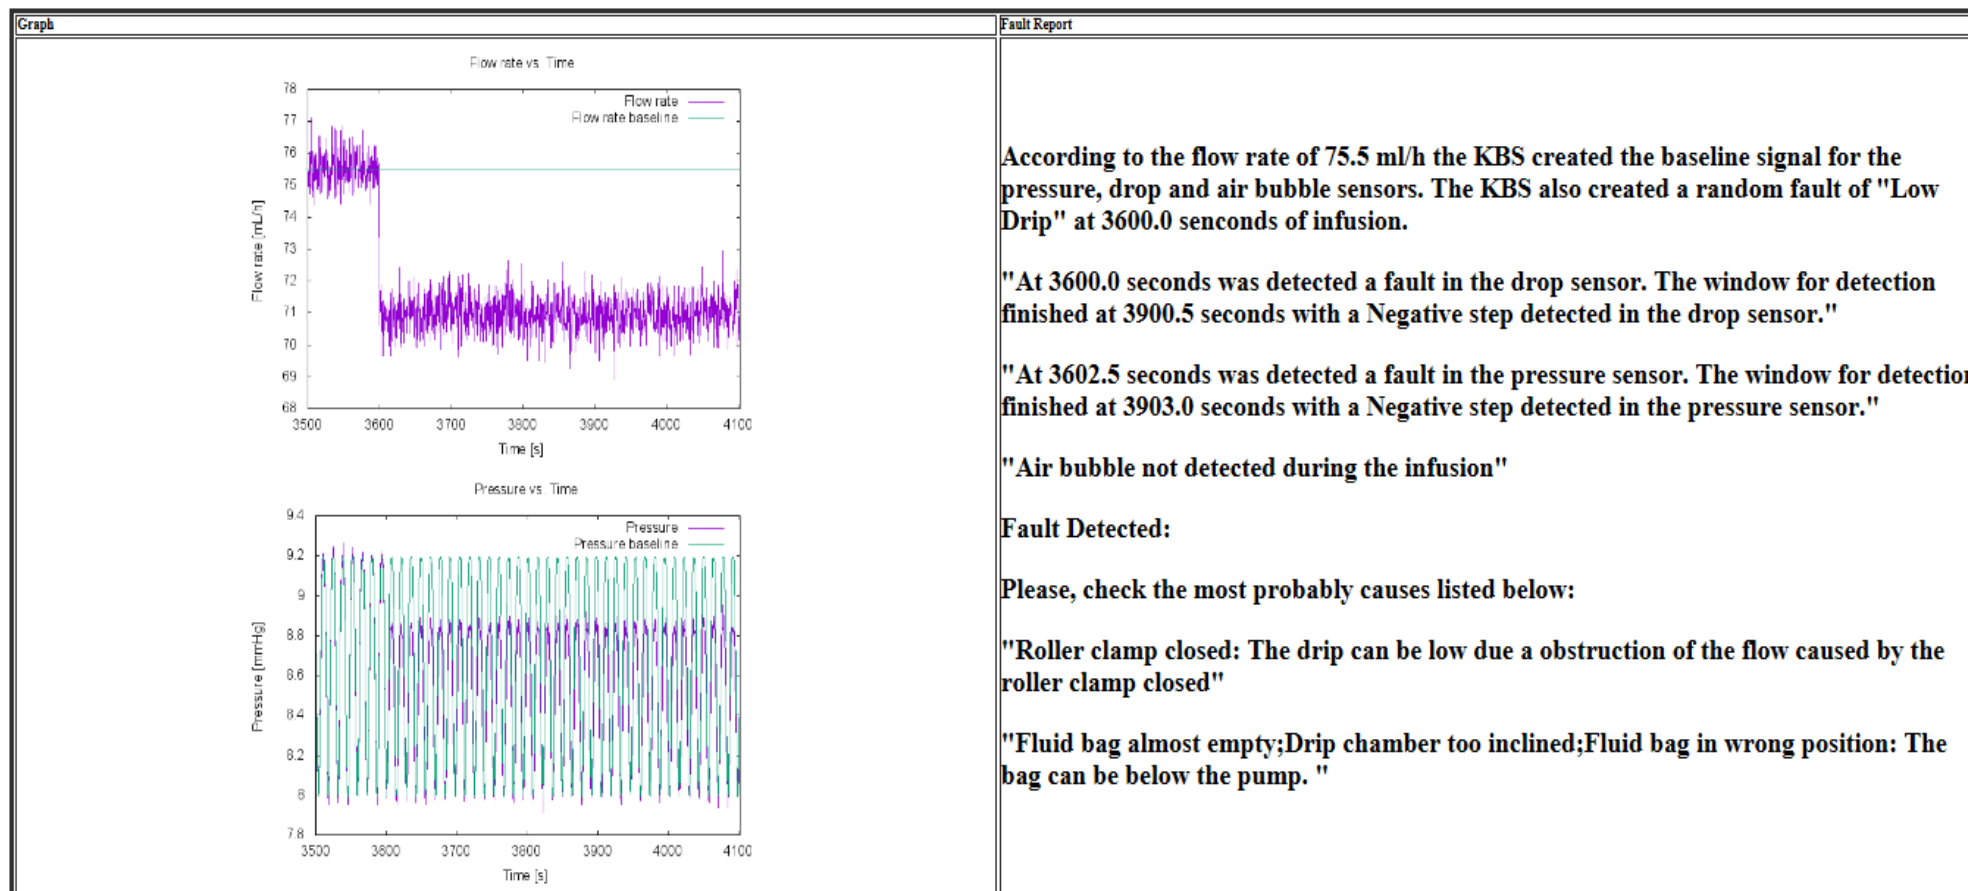 Graph
Fault Report
Flow rate vs. Time
78
77
76
75
74
73
72
71
70
69
68
Flow rate
Flow rate baseline
Flow rate [mL/h]
3500 3600 3700 3800 3900 4000 4100
Time [s]
Pressure vs. Time
9.4
9.2
9
8.8
8.6
8.4
8.2
8
7.8
Pressure
Pressure baseline
Pressure [mmHg]
3500 3600 3700 3800 3900 4000 4100
Time [s]
According to the flow rate of 75.5 ml/h the KBS created the baseline signal for the
pressure, drop and air bubble sensors. The KBS also created a random fault of "Low
Drip" at 3600.0 senconds of infusion.
"At 3600.0 seconds was detected a fault in the drop sensor. The window for detection
finished at 3900.5 seconds with a Negative step detected in the drop sensor."
"At 3602.5 seconds was detected a fault in the pressure sensor. The window for detection
finished at 3903.0 seconds with a Negative step detected in the pressure sensor."
"Air bubble not detected during the infusion"
Fault Detected:
Please, check the most probably causes listed below:
"Roller clamp closed: The drip can be low due a obstruction of the flow caused by the
roller clamp closed"
"Fluid bag almost empty;Drip chamber too inclined;Fluid bag in wrong position: The
bag can be below the pump. "